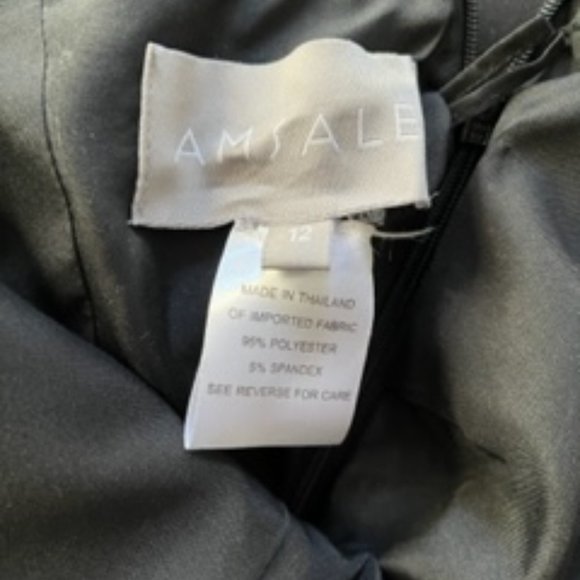 AMSALE
12
MADE IN THAILAND
OF IMPORTED FABRIC
95% POLYESTER
5% SPANDEX
SEE REVERSE FOR CARE